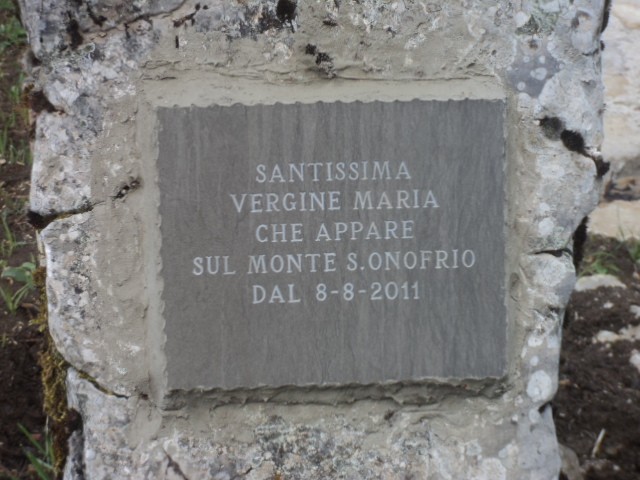 SANTISSIMA
VERGINE MARIA
CHE APPARE
SUL MONTE S.ONOFRIO
DAL 8-8-2011